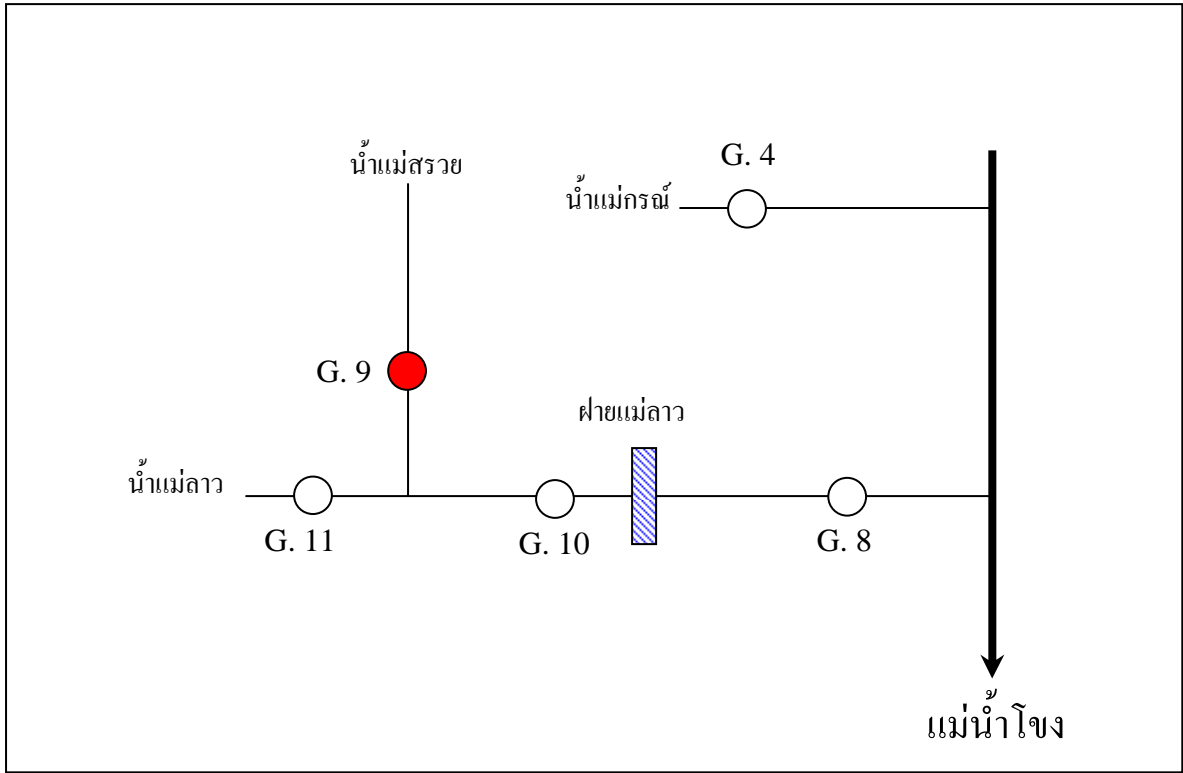 G. 4
น้ำแม่สรวย
น้ำแม่กรณ์
G. 9
ฝายแม่ลาว
น้ำแม่ลาว
G. 11
G. 10
G. 8
แม่น้ำโขง